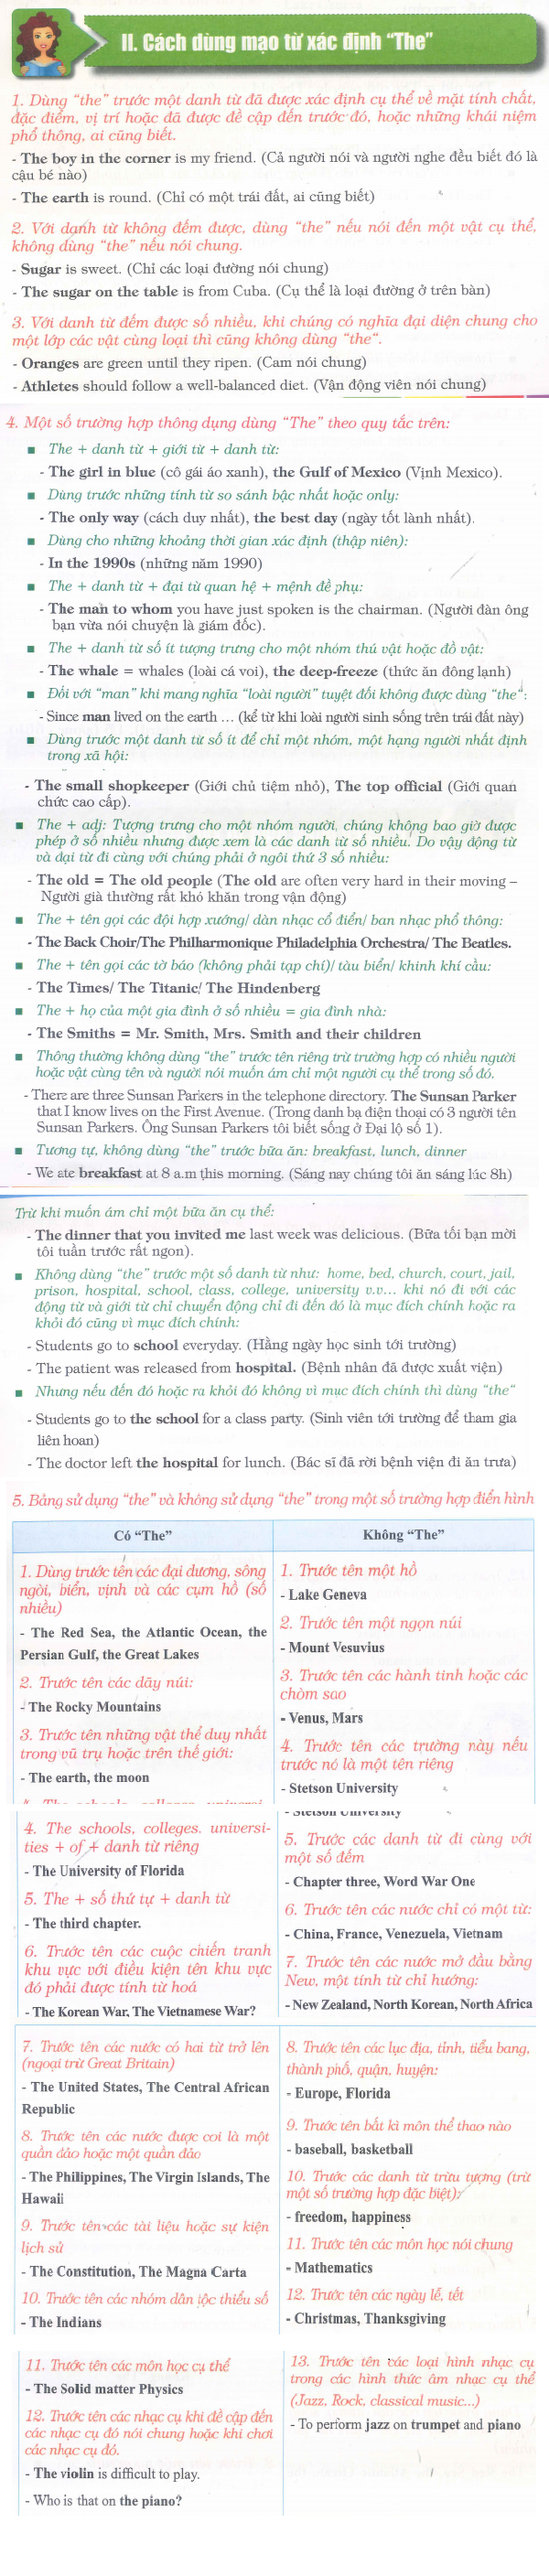 II. Cách dùng mạo từ xác định "The"
1. Dùng "the" trước một danh từ đã được xác định cụ thể về mặt tính chất,
đặc điểm, vị trí hoặc đã được đề cập đến trước đó, hoặc những khái niệm
phổ thông, ai cũng biết.
- The boy in the corner is my friend. (Cả người nói và người nghe đều biết đó là
cậu bé nào)
- The earth is round. (Chỉ có một trái đất, ai cũng biết)
2. Với danh từ không đếm được, dùng "the" nếu nói đến một vật cụ thể,
không dùng "the" nếu nói chung.
- Sugar is sweet. (Chỉ các loại đường nói chung)
- The sugar on the table is from Cuba. (Cụ thể là loại đường ở trên bàn)
3. Với danh từ đếm được số nhiều, khi chúng có nghĩa đại diện chung cho
một lớp các vật cùng loại thì cũng không dùng "the".
- Oranges are green until they ripen. (Cam nói chung)
- Athletes should follow a well-balanced diet. (Vận động viên nói chung)
4. Một số trường hợp thông dụng dùng "The" theo quy tắc trên:
■ The + danh từ + giới từ + danh từ:
- The girl in blue (cô gái áo xanh), the Gulf of Mexico (Vịnh Mexico).
■ Dùng trước những tính từ so sánh bậc nhất hoặc only:
- The only way (cách duy nhất), the best day (ngày tốt lành nhất).
■ Dùng cho những khoảng thời gian xác định (thập niên):
- In the 1990s (những năm 1990)
■ The + danh từ + đại từ quan hệ + mệnh đề phụ:
- The man to whom you have just spoken is the chairman. (Người đàn ông
bạn vừa nói chuyện là giám đốc).
■ The + danh từ số ít tượng trưng cho một nhóm thú vật hoặc đồ vật:
- The whale = whales (loài cá voi), the deep-freeze (thức ăn đông lạnh)
■ Đối với "man" khi mang nghĩa "loài người" tuyệt đối không được dùng "the":
- Since man lived on the earth ... (kể từ khi loài người sinh sống trên trái đất này)
■ Dùng trước một danh từ số ít để chỉ một nhóm, một hạng người nhất định
trong xã hội:
- The small shopkeeper (Giới chủ tiệm nhỏ), The top official (Giới quan
chức cao cấp).
■ The + adj: Tượng trưng cho một nhóm người, chúng không bao giờ được
phép ở số nhiều nhưng được xem là các danh từ số nhiều. Do vậy động từ
và đại từ đi cùng với chúng phải ở ngôi thứ 3 số nhiều:
- The old = The old people (The old are often very hard in their moving –
Người già thường rất khó khăn trong vận động)
■ The + tên gọi các đội hợp xướng/ dàn nhạc cổ điển/ ban nhạc phổ thông:
- The Back Choir/The Philharmonique Philadelphia Orchestra/ The Beatles.
■ The + tên gọi các tờ báo (không phải tạp chí)/ tàu biển/ khinh khí cầu:
- The Times/ The Titanic/ The Hindenberg
■ The + họ của một gia đình ở số nhiều = gia đình nhà:
- The Smiths = Mr. Smith, Mrs. Smith and their children
■ Thông thường không dùng "the" trước tên riêng trừ trường hợp có nhiều người
hoặc vật cùng tên và người nói muốn ám chỉ một người cụ thể trong số đó.
- There are three Sunsan Parkers in the telephone directory. The Sunsan Parker
that I know lives on the First Avenue. (Trong danh bạ điện thoại có 3 người tên
Sunsan Parkers. Ông Sunsan Parkers tôi biết sống ở Đại lộ số 1).
■ Tương tự, không dùng "the" trước bữa ăn: breakfast, lunch, dinner
- We ate breakfast at 8 a.m this morning. (Sáng nay chúng tôi ăn sáng lúc 8h)
Trừ khi muốn ám chỉ một bữa ăn cụ thể:
- The dinner that you invited me last week was delicious. (Bữa tối bạn mời
tôi tuần trước rất ngon).
■ Không dùng "the" trước một số danh từ như: home, bed, church, court, jail,
prison, hospital, school, class, college, university v.v... khi nó đi với các
động từ và giới từ chỉ chuyển động chỉ đi đến đó là mục đích chính hoặc ra
khỏi đó cũng vì mục đích chính:
- Students go to school everyday. (Hằng ngày học sinh tới trường)
- The patient was released from hospital. (Bệnh nhân đã được xuất viện)
■ Nhưng nếu đến đó hoặc ra khỏi đó không vì mục đích chính thì dùng "the"
- Students go to the school for a class party. (Sinh viên tới trường để tham gia
liên hoan)
- The doctor left the hospital for lunch. (Bác sĩ đã rời bệnh viện đi ăn trưa)
5. Bảng sử dụng "the" và không sử dụng "the" trong một số trường hợp điển hình
Có "The"
1. Dùng trước tên các đại dương, sông
ngòi, biển, vịnh và các cụm hồ (số
nhiều)
- The Red Sea, the Atlantic Ocean, the
Persian Gulf, the Great Lakes
2. Trước tên các dãy núi:
- The Rocky Mountains
3. Trước tên những vật thể duy nhất
trong vũ trụ hoặc trên thế giới:
- The earth, the moon
Không "The"
1. Trước tên một hồ
- Lake Geneva
2. Trước tên một ngọn núi
- Mount Vesuvius
3. Trước tên các hành tinh hoặc các
chòm sao
- Venus, Mars
4. Trước tên các trường này nếu
trước nó là một tên riêng
- Stetson University
4. The schools, colleges, universi-
ties + of + danh từ riêng
- The University of Florida
5. The + số thứ tự + danh từ
- The third chapter.
6. Trước tên các cuộc chiến tranh
khu vực với điều kiện tên khu vực
đó phải được tính từ hoá
- The Korean War, The Vietnamese War?
- Stetson University
5. Trước các danh từ đi cùng với
một số đếm
- Chapter three, Word War One
6. Trước tên các nước chỉ có một từ:
- China, France, Venezuela, Vietnam
7. Trước tên các nước mở đầu bằng
New, một tính từ chỉ hướng:
- New Zealand, North Korean, North Africa
7. Trước tên các nước có hai từ trở lên
(ngoại trừ Great Britain)
- The United States, The Central African
Republic
8. Trước tên các nước được coi là một
quần đảo hoặc một quần đảo
- The Philippines, The Virgin Islands, The
Hawaii
9. Trước tên các tài liệu hoặc sự kiện
lịch sử
- The Constitution, The Magna Carta
10. Trước tên các nhóm dân tộc thiểu số
- The Indians
8. Trước tên các lục địa, tỉnh, tiểu bang,
thành phố, quận, huyện:
- Europe, Florida
9. Trước tên bất kì môn thể thao nào
- baseball, basketball
10. Trước các danh từ trừu tượng (trừ
một số trường hợp đặc biệt):
- freedom, happiness
11. Trước tên các môn học nói chung
- Mathematics
12. Trước tên các ngày lễ, tết
- Christmas, Thanksgiving
11. Trước tên các môn học cụ thể
- The Solid matter Physics
12. Trước tên các nhạc cụ khi đề cập đến
các nhạc cụ đó nói chung hoặc khi chơi
các nhạc cụ đó.
- The violin is difficult to play.
- Who is that on the piano?
13. Trước tên các loại hình nhạc cụ
trong các hình thức âm nhạc cụ thể
(Jazz, Rock, classical music...)
- To perform jazz on trumpet and piano